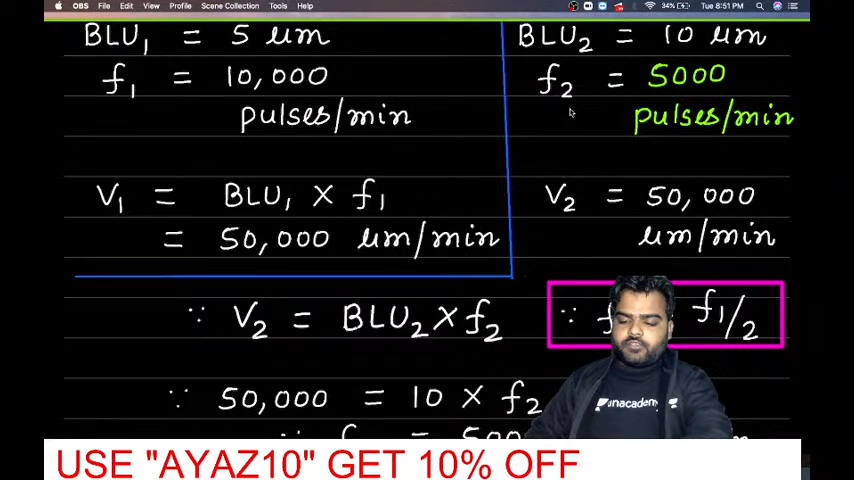 OBS File Edit View Profile Scene Collection Tools Help 34% Tue 8:51 PM
BLU₁ = 5 um
f₁ = 10,000
pulses/min
BLU₂ = 10 um
f₂ = 5000
pulses/min
V₁ = BLU₁ X f₁
= 50,000 um/min
V₂ = 50,000
um/min
∵ V₂ = BLU₂ X f₂
∵ f₁/2
∵ 50,000 = 10 X f₂
unacademy
USE "AYAZ10" GET 10% OFF